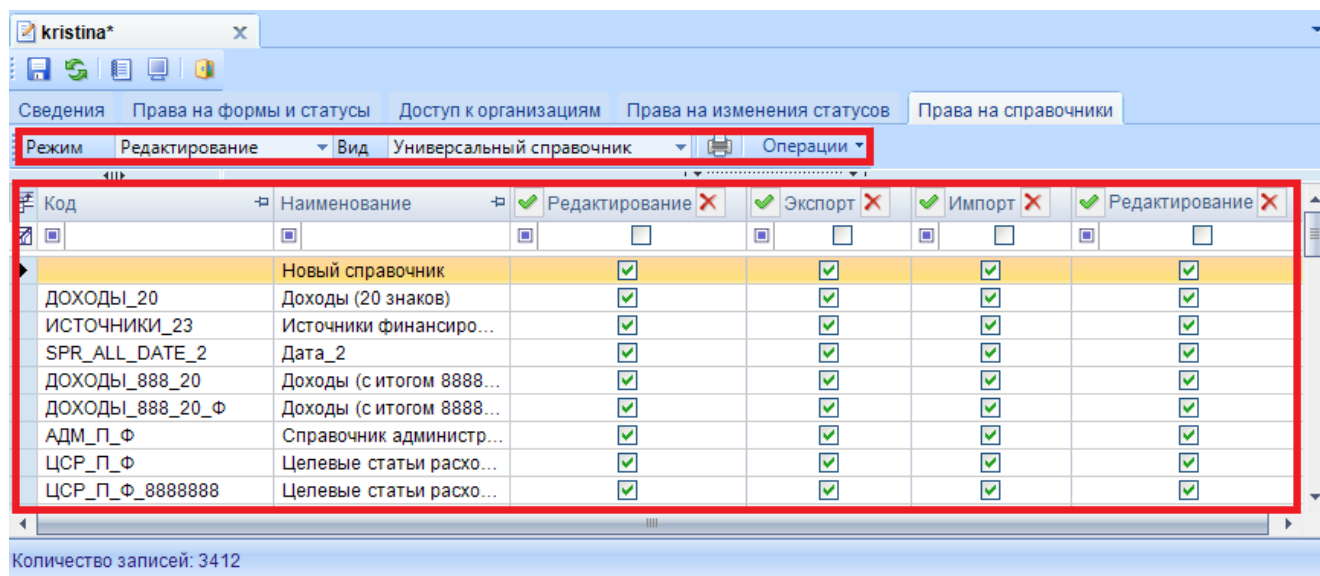 kristina*
Сведения Права на формы и статусы Доступ к организациям Права на изменения статусов Права на справочники
Режим Редактирование Вид Универсальный справочник Операции
Код Наименование Редактирование Экспорт Импорт Редактирование
Новый справочник
ДОХОДЫ_20 Доходы (20 знаков)
ИСТОЧНИКИ_23 Источники финансиро...
SPR_ALL_DATE_2 Дата_2
ДОХОДЫ_888_20 Доходы (с итогом 8888...
ДОХОДЫ_888_20_Ф Доходы (с итогом 8888...
АДМ_П_Ф Справочник администр...
ЦСР_П_Ф Целевые статьи расхо...
ЦСР_П_Ф_8888888 Целевые статьи расхо...
Количество записей: 3412